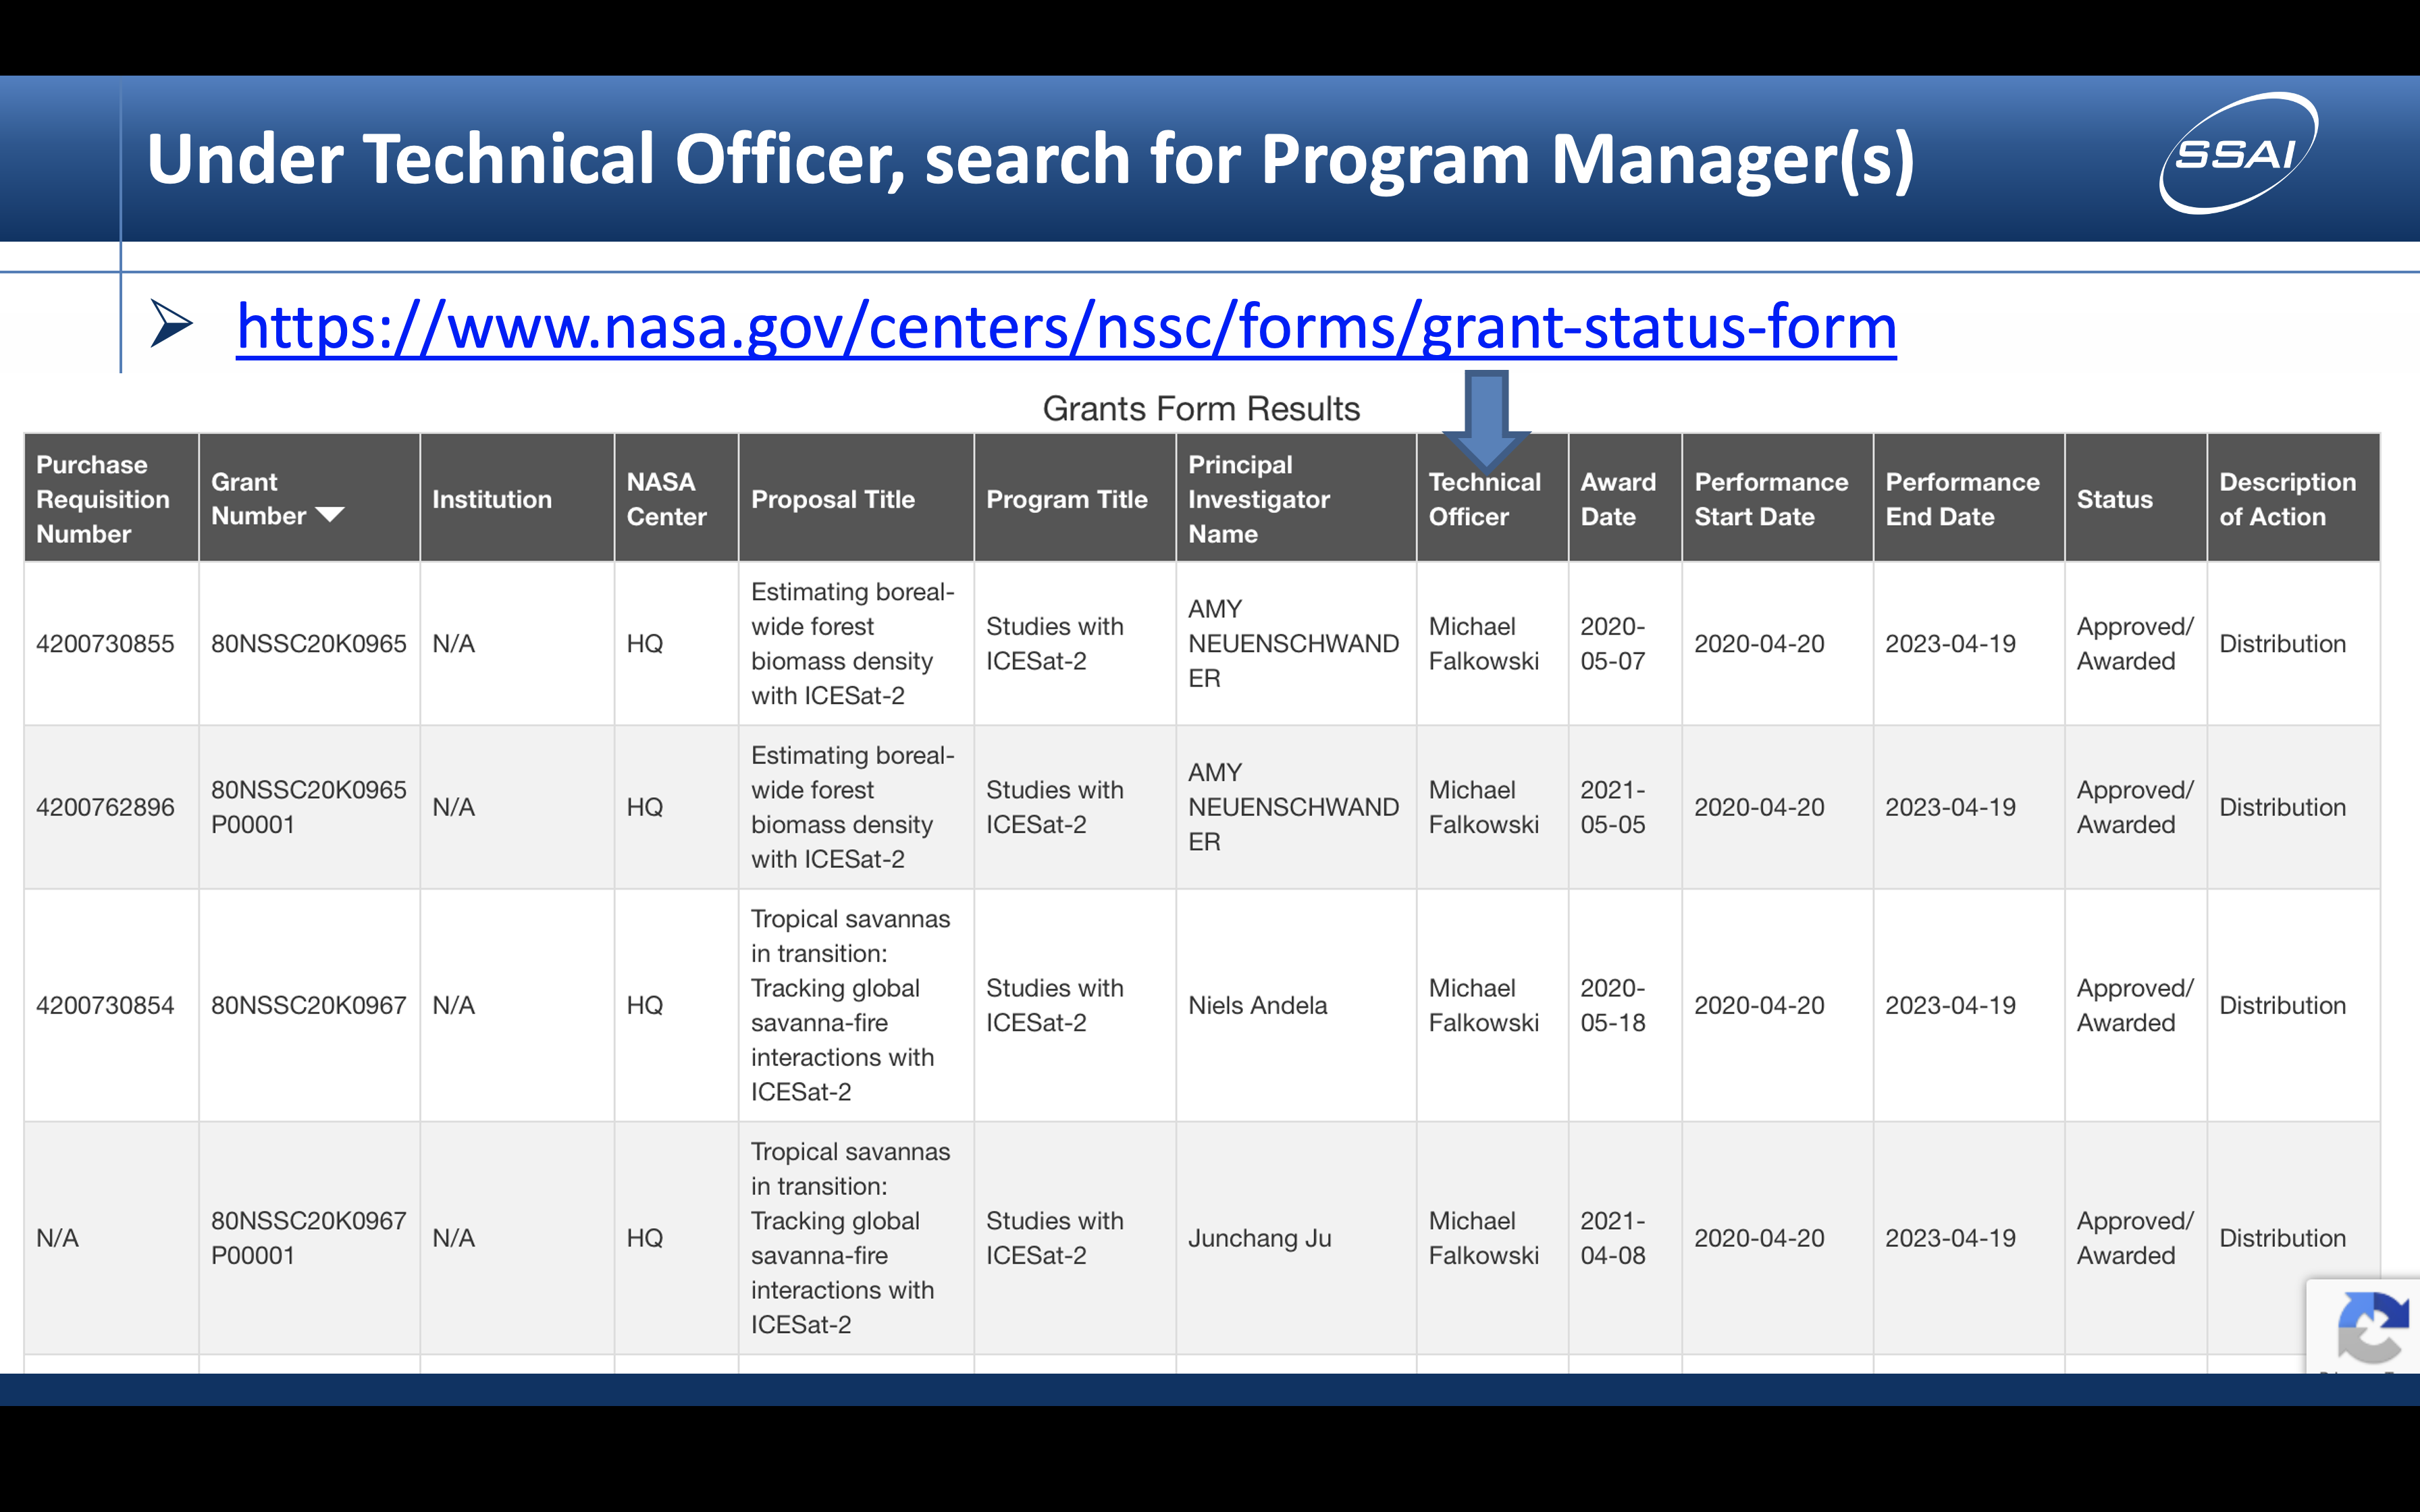 Under Technical Officer, search for Program Manager(s)
SSAI
https://www.nasa.gov/centers/nssc/forms/grant-status-form
Grants Form Results
Purchase Requisition Number
Grant Number
Institution
NASA Center
Proposal Title
Program Title
Principal Investigator Name
Technical Officer
Award Date
Performance Start Date
Performance End Date
Status
Description of Action
4200730855
80NSSC20K0965
N/A
HQ
Estimating boreal-
wide forest
biomass density
with ICESat-2
Studies with
ICESat-2
AMY
NEUENSCHWAND
ER
Michael
Falkowski
2020-
05-07
2020-04-20
2023-04-19
Approved/
Awarded
Distribution
4200762896
80NSSC20K0965
P00001
N/A
HQ
Estimating boreal-
wide forest
biomass density
with ICESat-2
Studies with
ICESat-2
AMY
NEUENSCHWAND
ER
Michael
Falkowski
2021-
05-05
2020-04-20
2023-04-19
Approved/
Awarded
Distribution
4200730854
80NSSC20K0967
N/A
HQ
Tropical savannas
in transition:
Tracking global
savanna-fire
interactions with
ICESat-2
Studies with
ICESat-2
Niels Andela
Michael
Falkowski
2020-
05-18
2020-04-20
2023-04-19
Approved/
Awarded
Distribution
N/A
80NSSC20K0967
P00001
N/A
HQ
Tropical savannas
in transition:
Tracking global
savanna-fire
interactions with
ICESat-2
Studies with
ICESat-2
Junchang Ju
Michael
Falkowski
2021-
04-08
2020-04-20
2023-04-19
Approved/
Awarded
Distribution